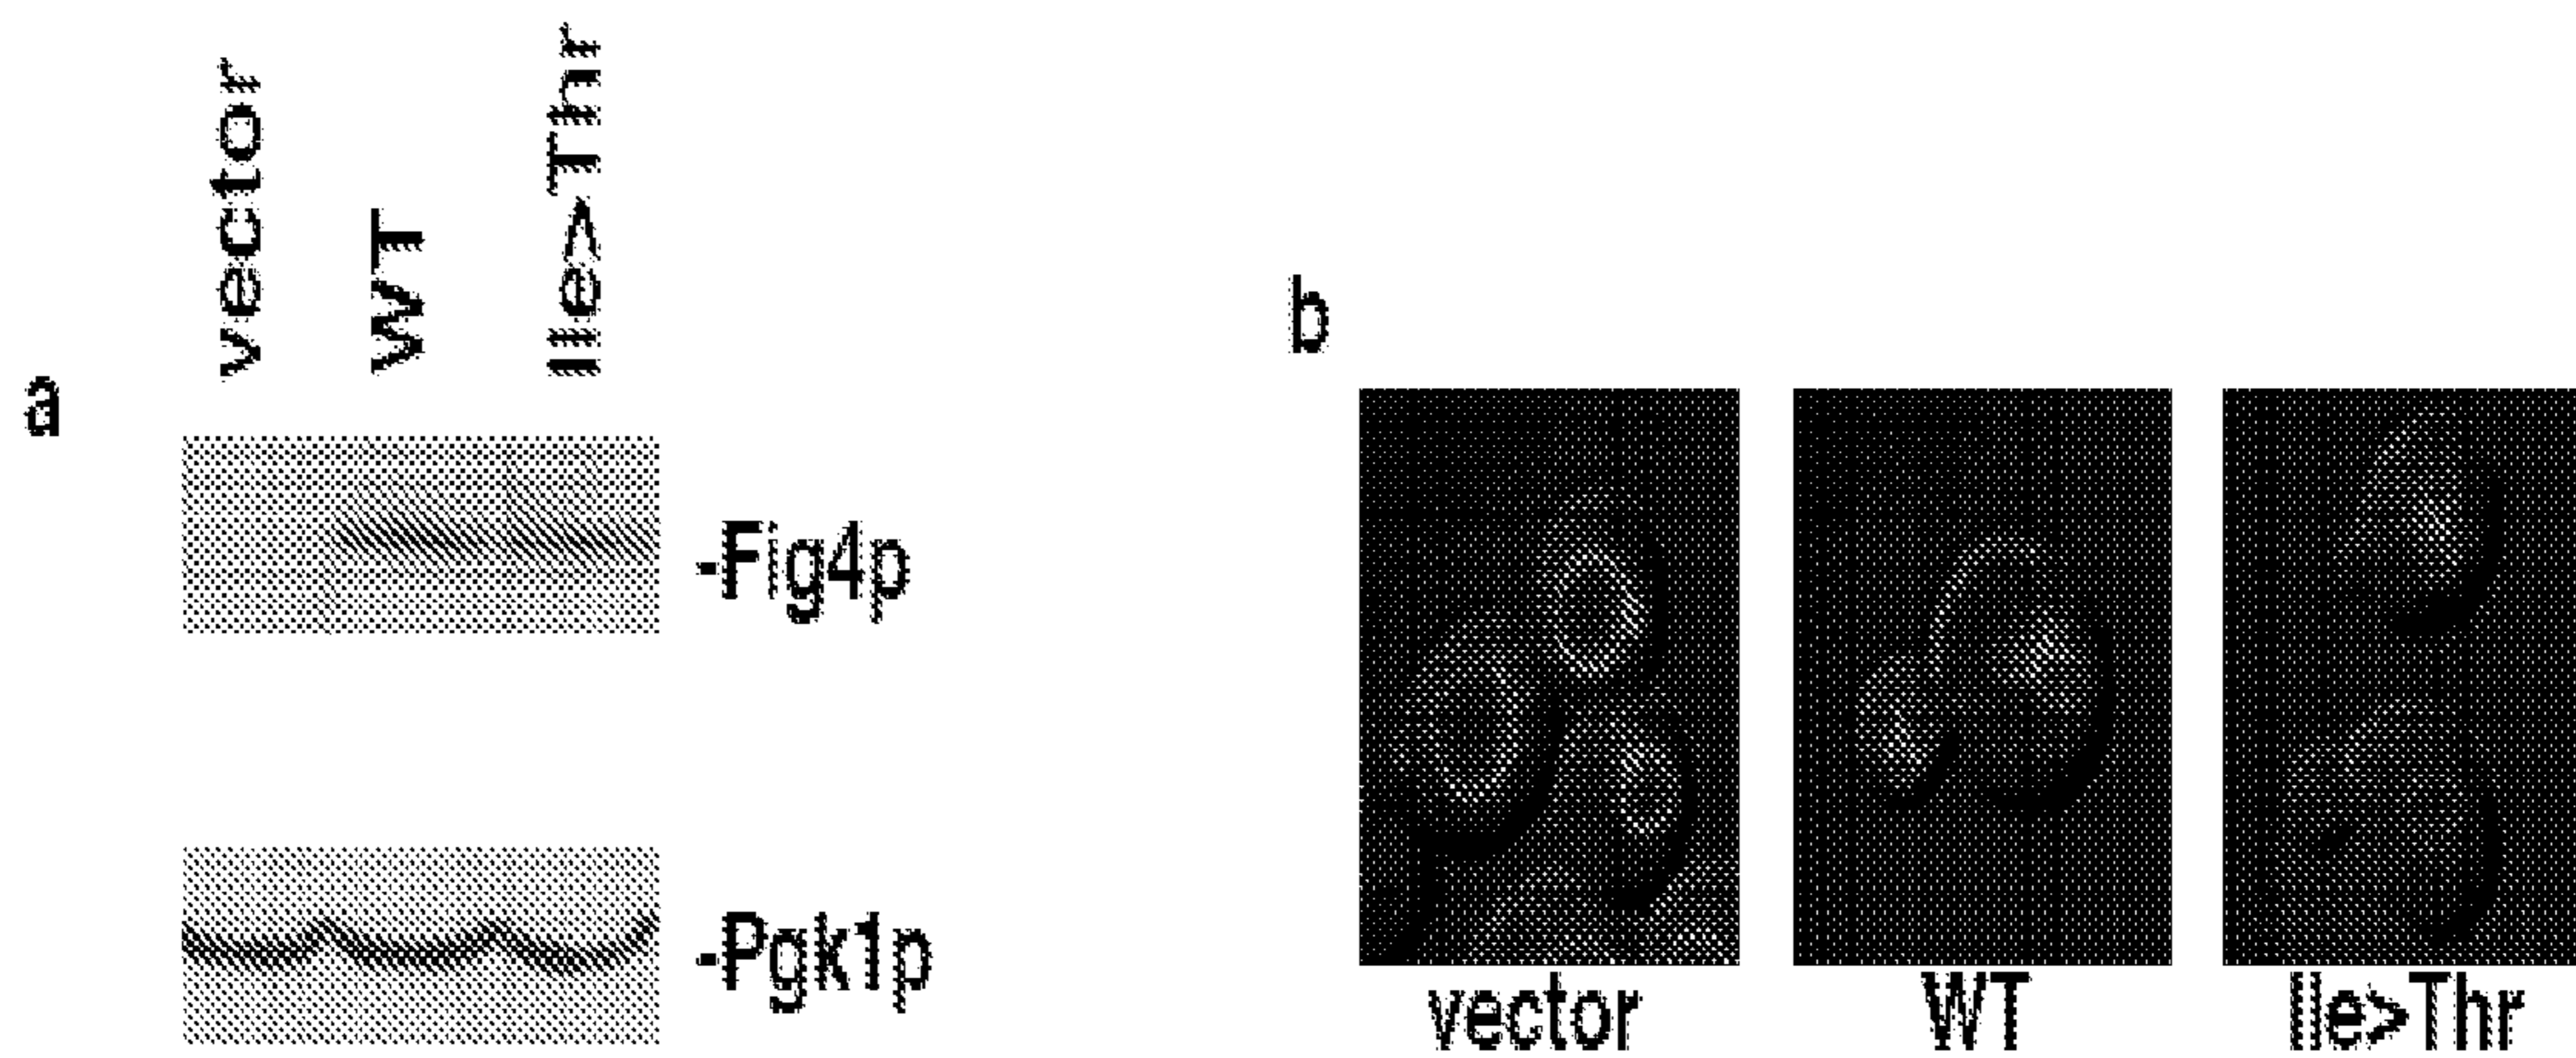 vector
WT
Ile>Thr
a
-Fig4p
-Pgk1p
b
vector
WT
Ile>Thr